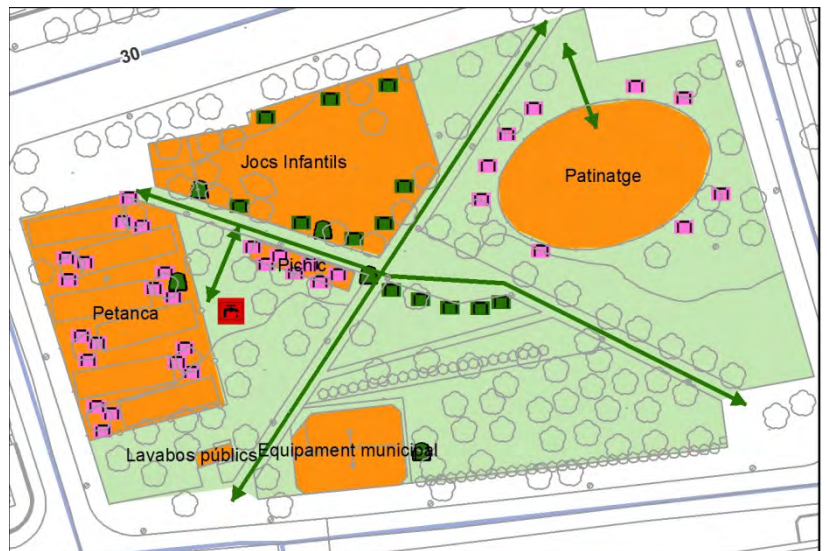 30
Jocs Infantils
Patinatge
Picnic
Petanca
Lavabos públics
Equipament municipal